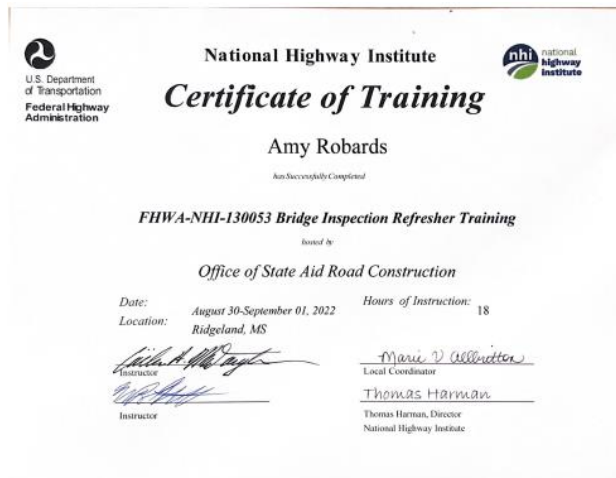 National Highway Institute
nhi national
highway
institute
U.S. Department
of Transportation
Federal Highway
Administration
Certificate of Training
Amy Robards
has Successfully Completed
FHWA-NHI-130053 Bridge Inspection Refresher Training
hosted by
Office of State Aid Road Construction
Date: August 30-September 01, 2022
Location: Ridgeland, MS
Hours of Instruction: 18
Instructor
Marie V Allbritton
Local Coordinator
Instructor
Thomas Harman
Thomas Harman, Director
National Highway Institute